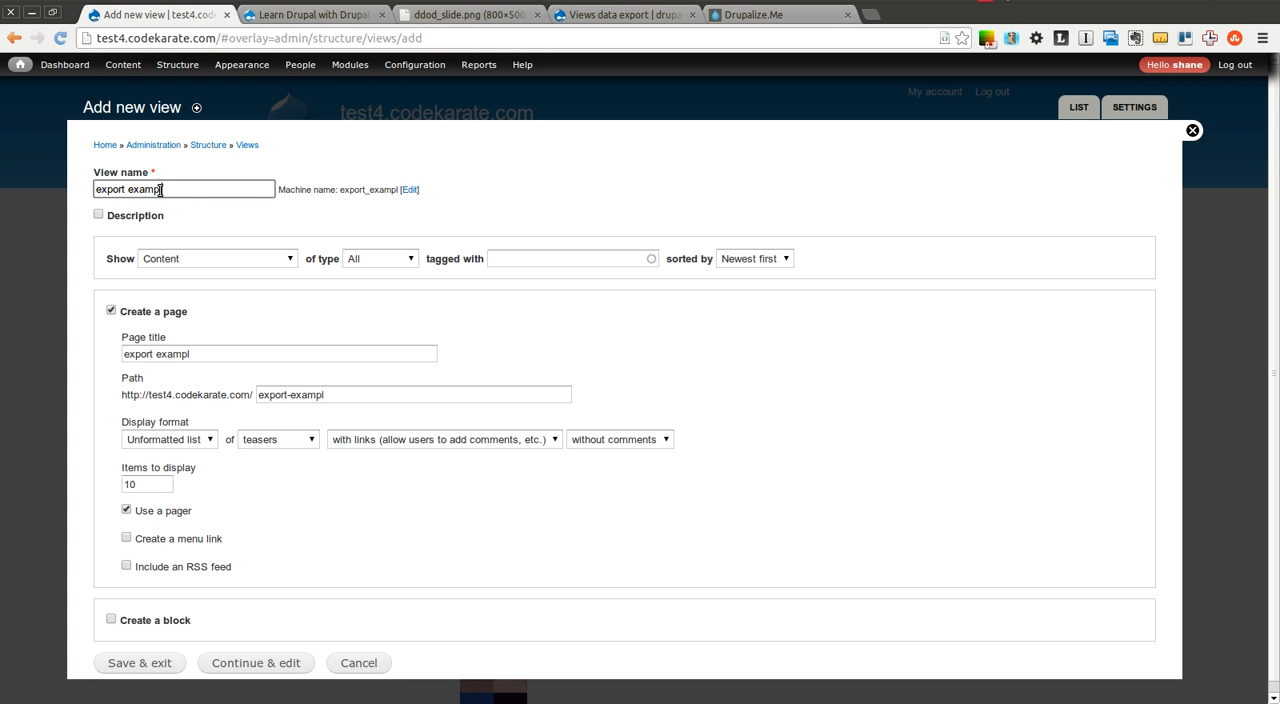 Add new view | test4.cod
Learn Drupal with Drupal
ddod_slide.png (800×500
Views data export | drupa
Drupalize.Me
test4.codekarate.com/#overlay=admin/structure/views/add
Dashboard Content Structure Appearance People Modules Configuration Reports Help Hello shane Log out
My account Log out
Add new view
test4.codekarate.com
LIST SETTINGS
Home » Administration » Structure » Views
View name *
export exampl Machine name: export_exampl [Edit]
Description
Show Content of type All tagged with sorted by Newest first
Create a page
Page title
export exampl
Path
http://test4.codekarate.com/ export-exampl
Display format
Unformatted list of teasers with links (allow users to add comments, etc.) without comments
Items to display
10
Use a pager
Create a menu link
Include an RSS feed
Create a block
Save & exit Continue & edit Cancel